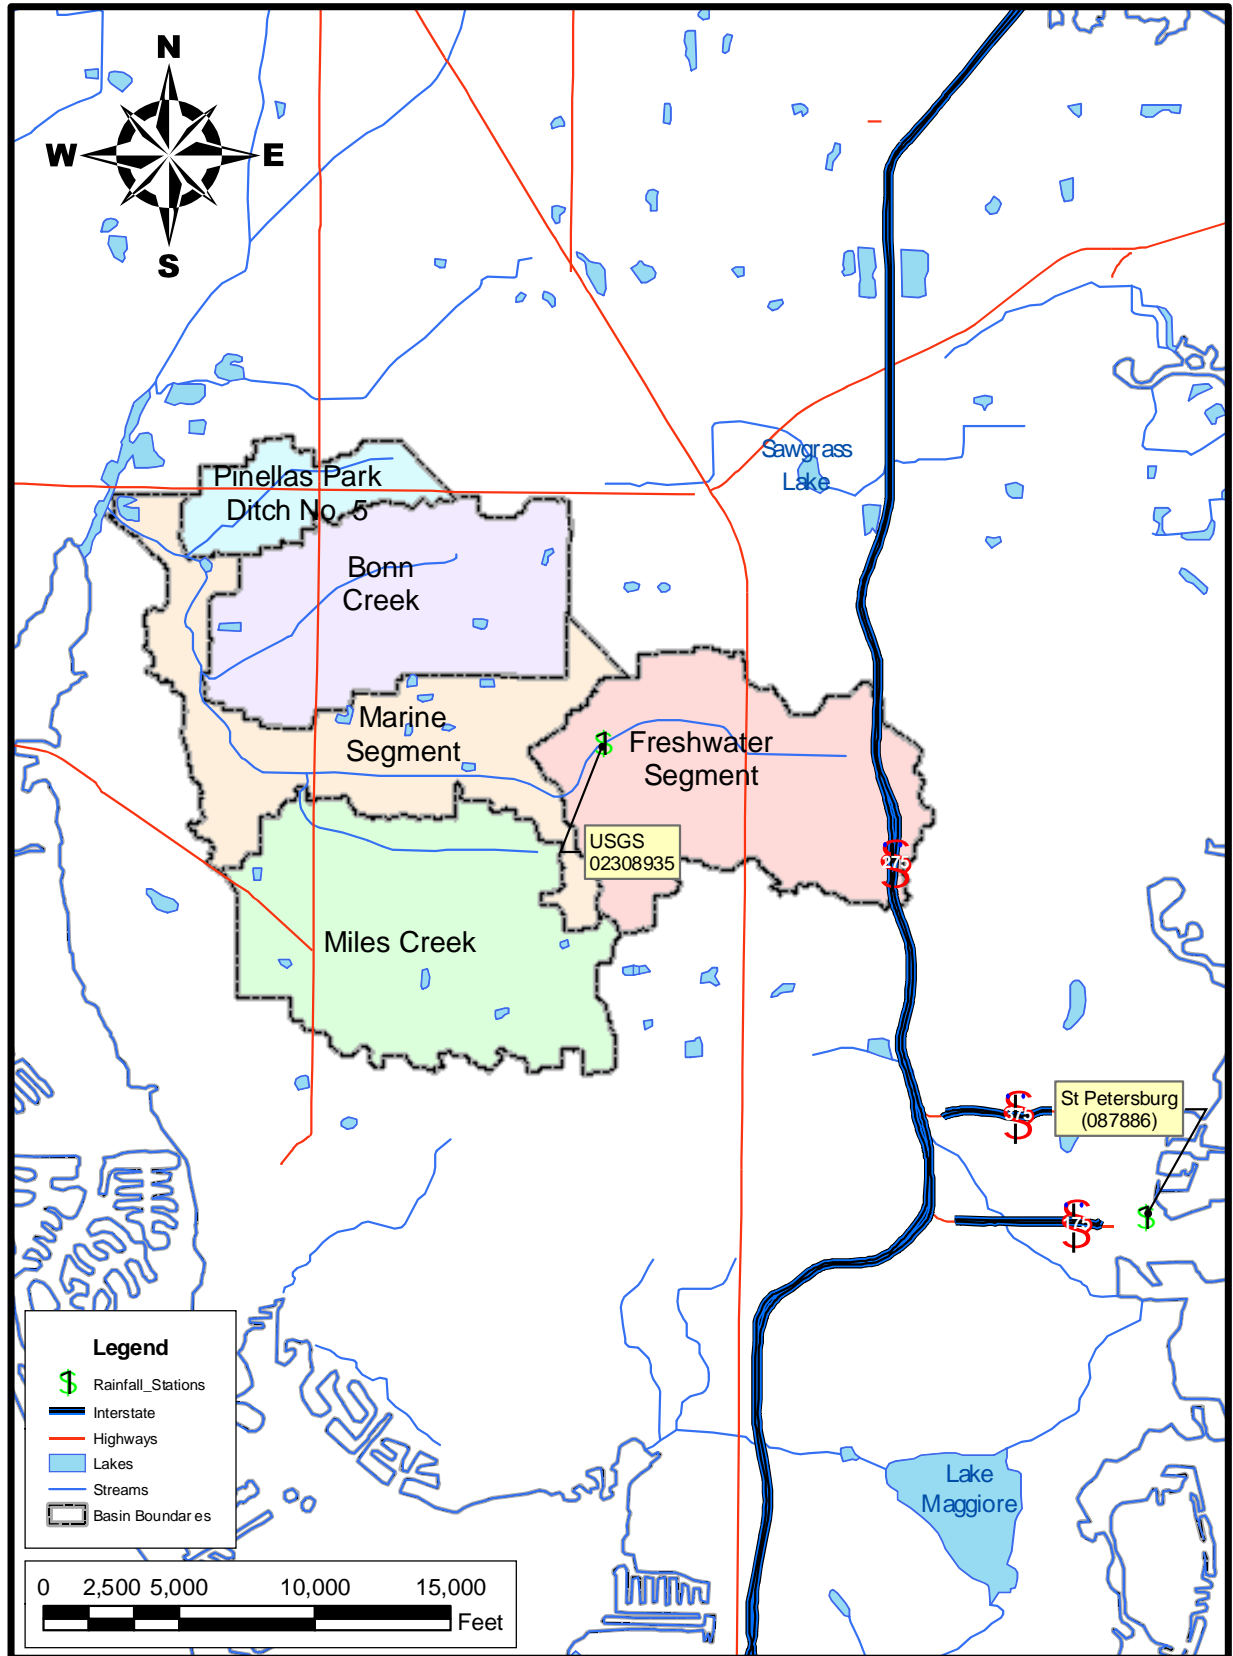 N
W E
S
Sawgrass
Lake
Pinellas Park
Ditch No. 5
Bonn
Creek
Marine
Segment
Freshwater
Segment
USGS
02308935
275
Miles Creek
375
St Petersburg
(087886)
175
Legend
Rainfall_Stations
Interstate
Highways
Lakes
Streams
Basin Boundares
Lake
Maggiore
0 2,500 5,000 10,000 15,000
Feet